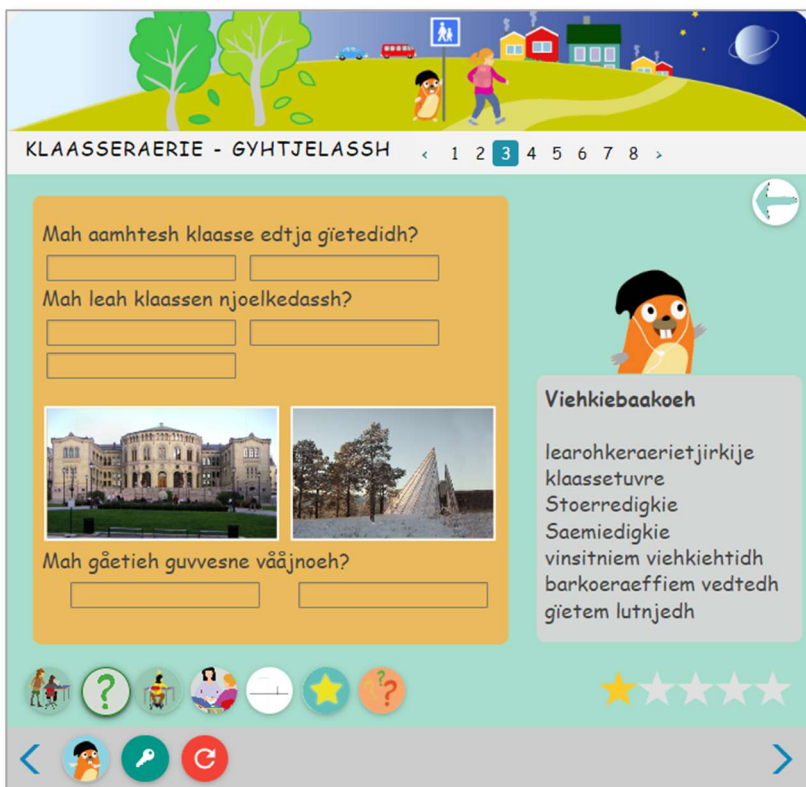 KLAASSERAERIE - GYHTJELASSH
‹ 1 2 3 4 5 6 7 8 ›
Mah aamhtesh klaasse edtja gïetedidh?
Mah leah klaassen njoelkedassh?
Mah gåetieh guvvesne vååjnoeh?
Viehkiebaakoeh
learohkeraerietjirkije
klaassetuvre
Stoerredigkie
Saemiedigkie
vinsitniem viehkiehtidh
barkoeraeffiem vedtedh
gïetem lutnjedh